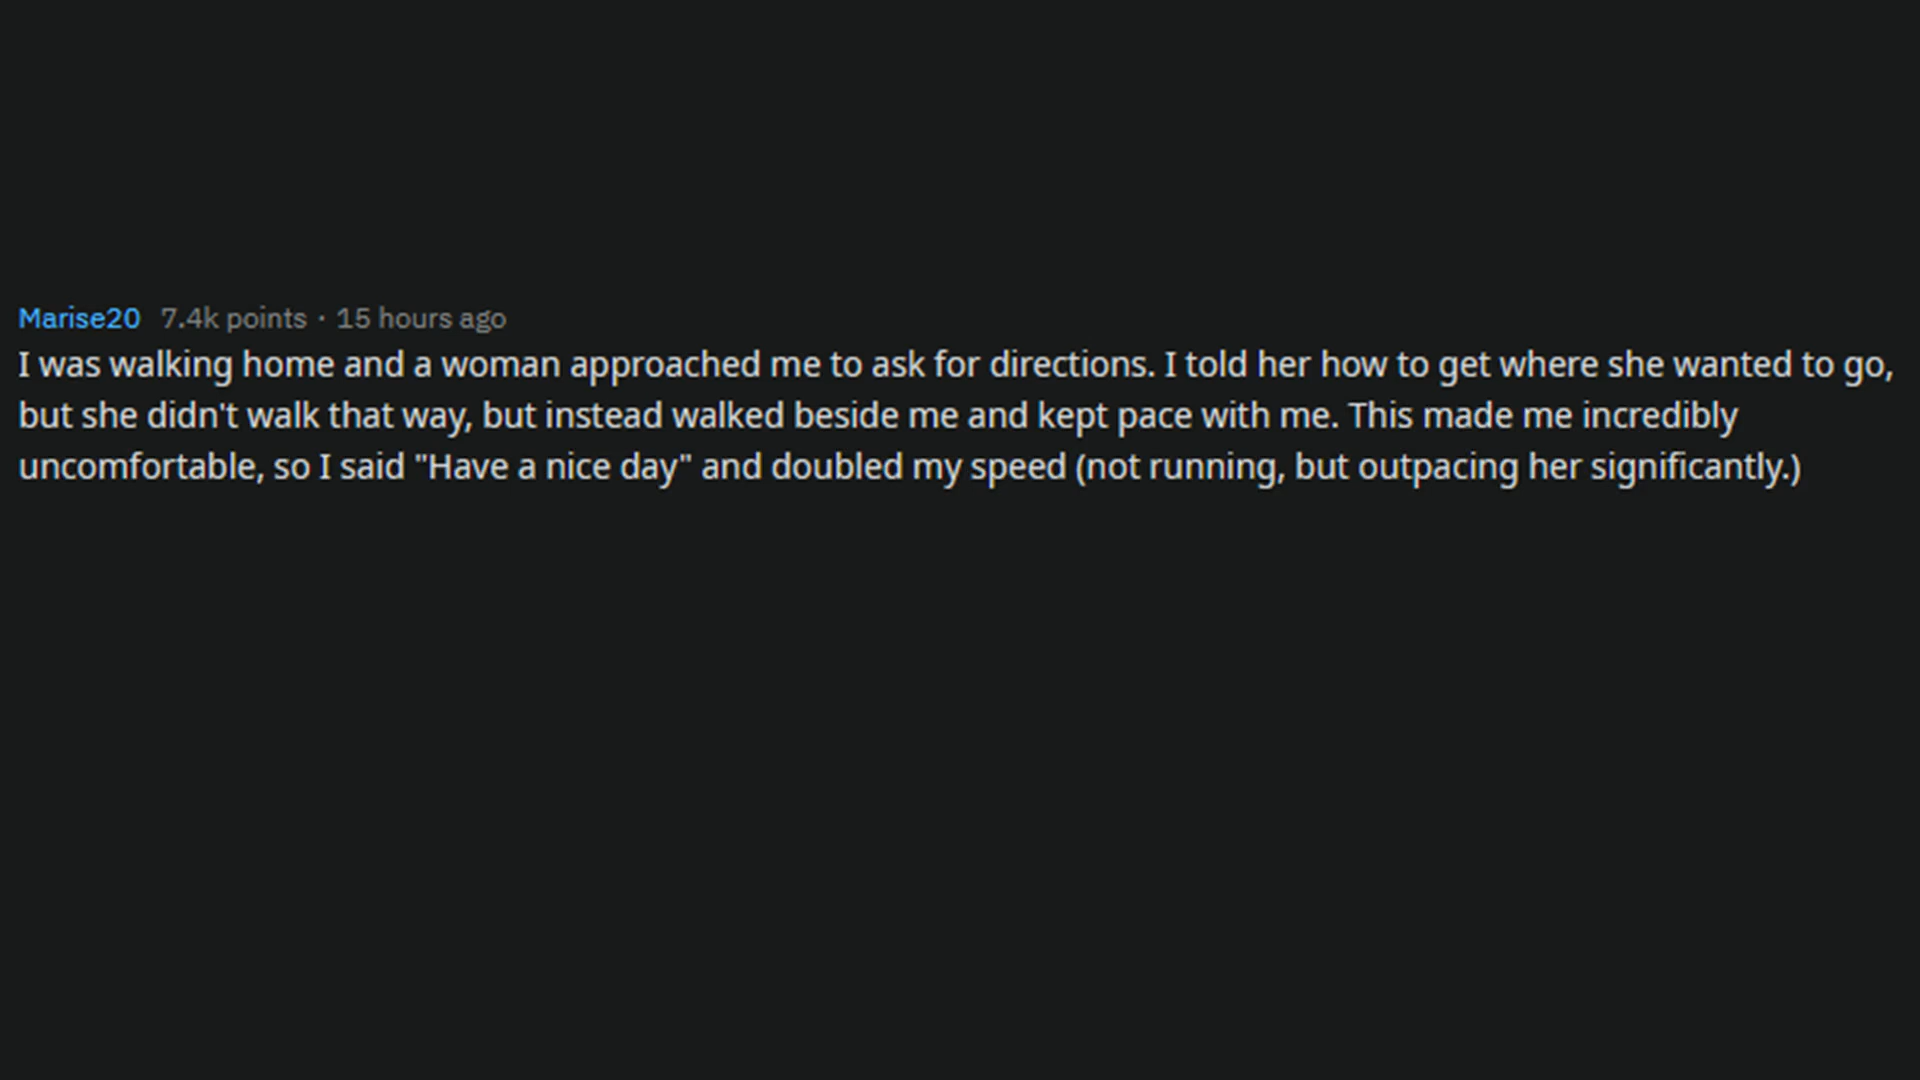 Marise20 7.4k points · 15 hours ago
I was walking home and a woman approached me to ask for directions. I told her how to get where she wanted to go,
but she didn't walk that way, but instead walked beside me and kept pace with me. This made me incredibly
uncomfortable, so I said "Have a nice day" and doubled my speed (not running, but outpacing her significantly.)